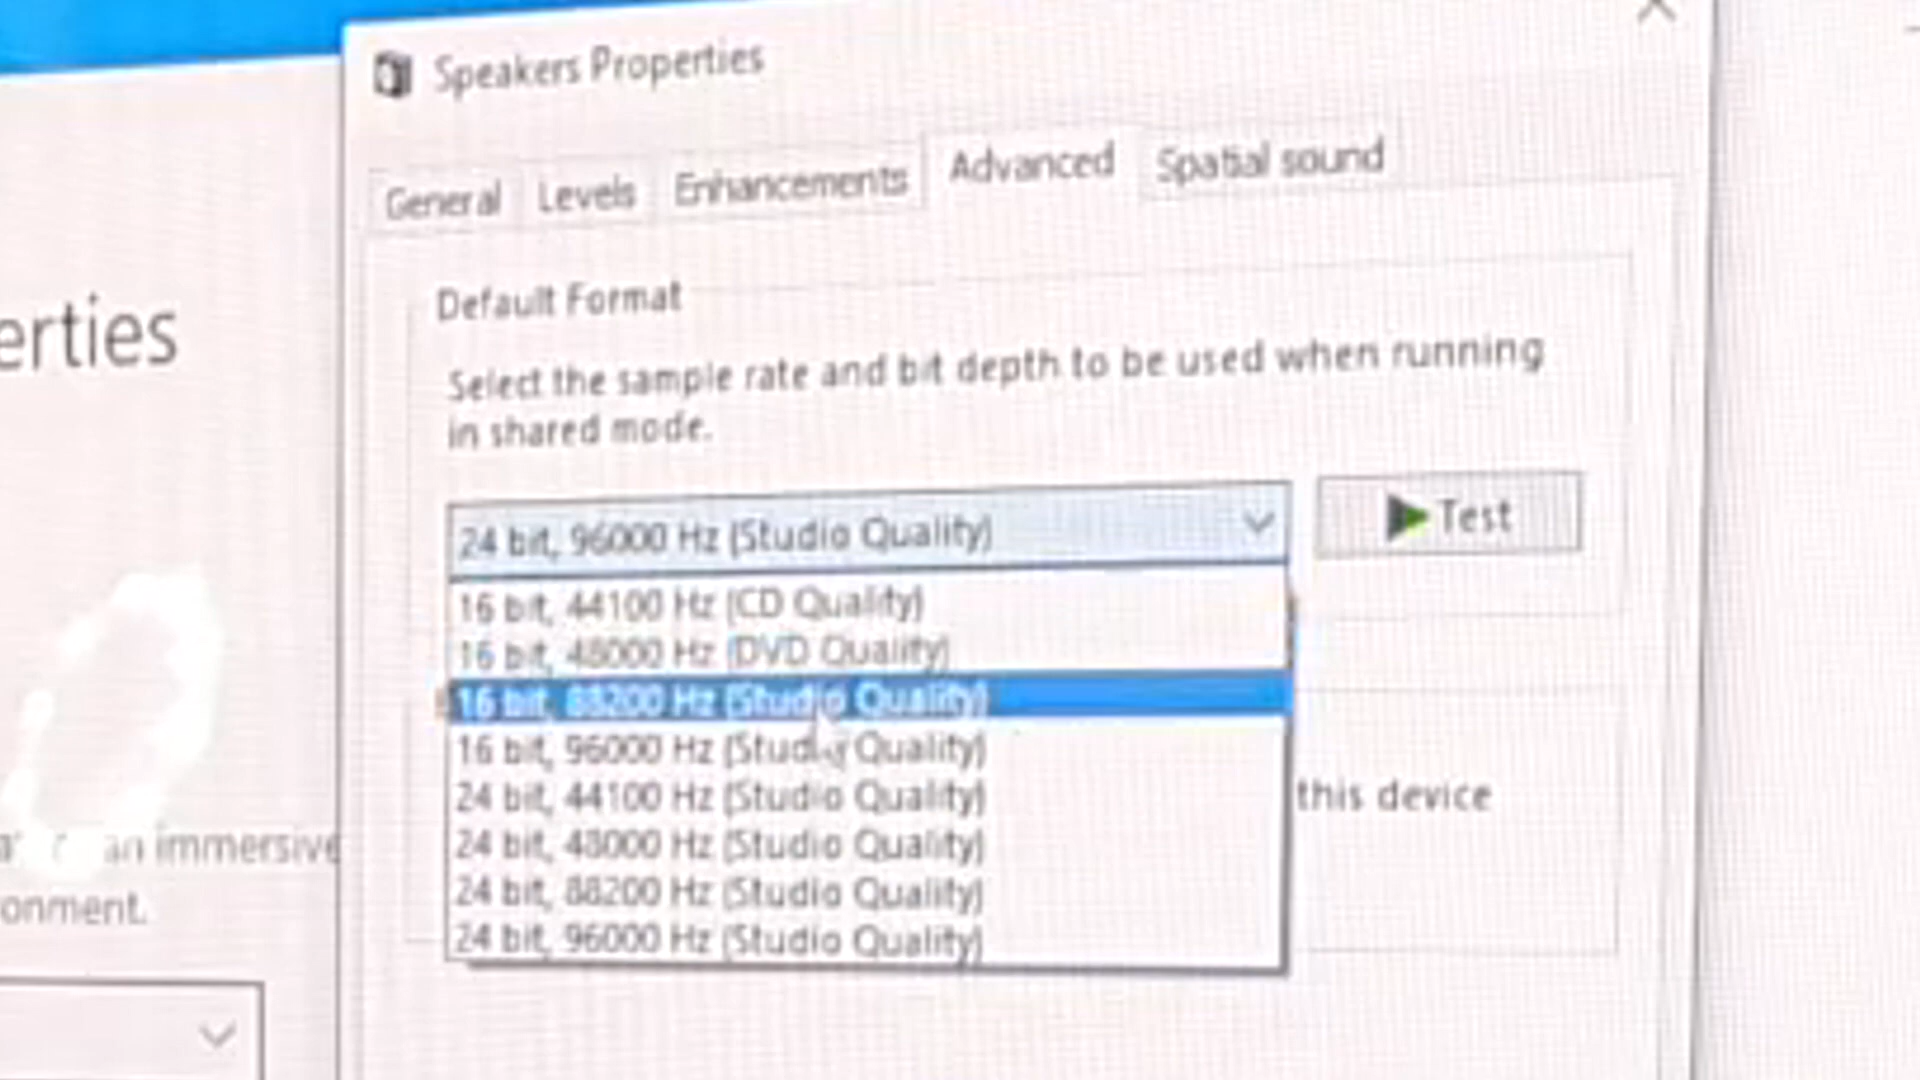 Speakers Properties
General Levels Enhancements Advanced Spatial sound
erties
Default Format
Select the sample rate and bit depth to be used when running
in shared mode.
24 bit, 96000 Hz (Studio Quality)
Test
16 bit, 44100 Hz (CD Quality)
16 bit, 48000 Hz (DVD Quality)
16 bit, 88200 Hz (Studio Quality)
16 bit, 96000 Hz (Studio Quality)
24 bit, 44100 Hz (Studio Quality)
this device
24 bit, 48000 Hz (Studio Quality)
an immersive
24 bit, 88200 Hz (Studio Quality)
onment.
24 bit, 96000 Hz (Studio Quality)